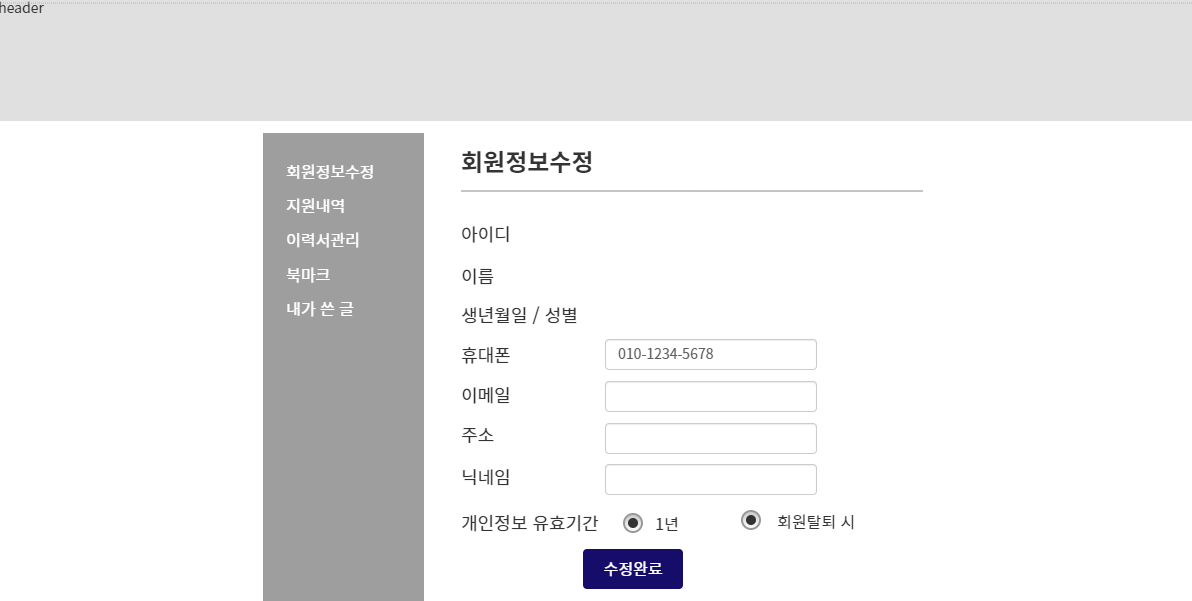 header
회원정보수정
지원내역
이력서관리
북마크
내가 쓴 글
회원정보수정
아이디
이름
생년월일 / 성별
휴대폰 010-1234-5678
이메일
주소
닉네임
개인정보 유효기간 1년 회원탈퇴 시
수정완료